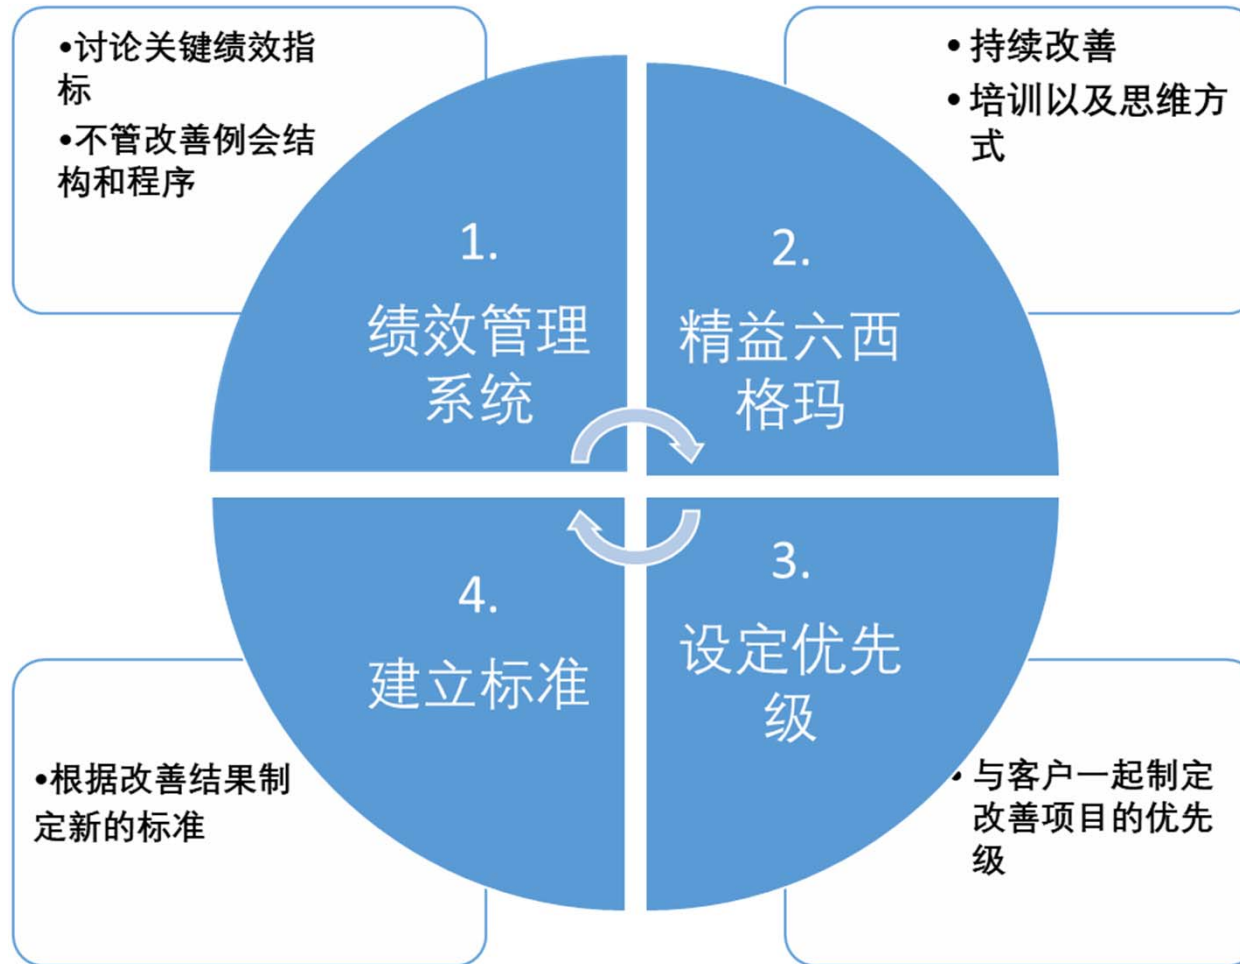 •讨论关键绩效指
标
•不管改善例会结
构和程序
1.
绩效管理
系统
• 持续改善
• 培训以及思维方
式
2.
精益六西
格玛
3.
设定优先
级
• 与客户一起制定
改善项目的优先
级
4.
建立标准
•根据改善结果制
定新的标准